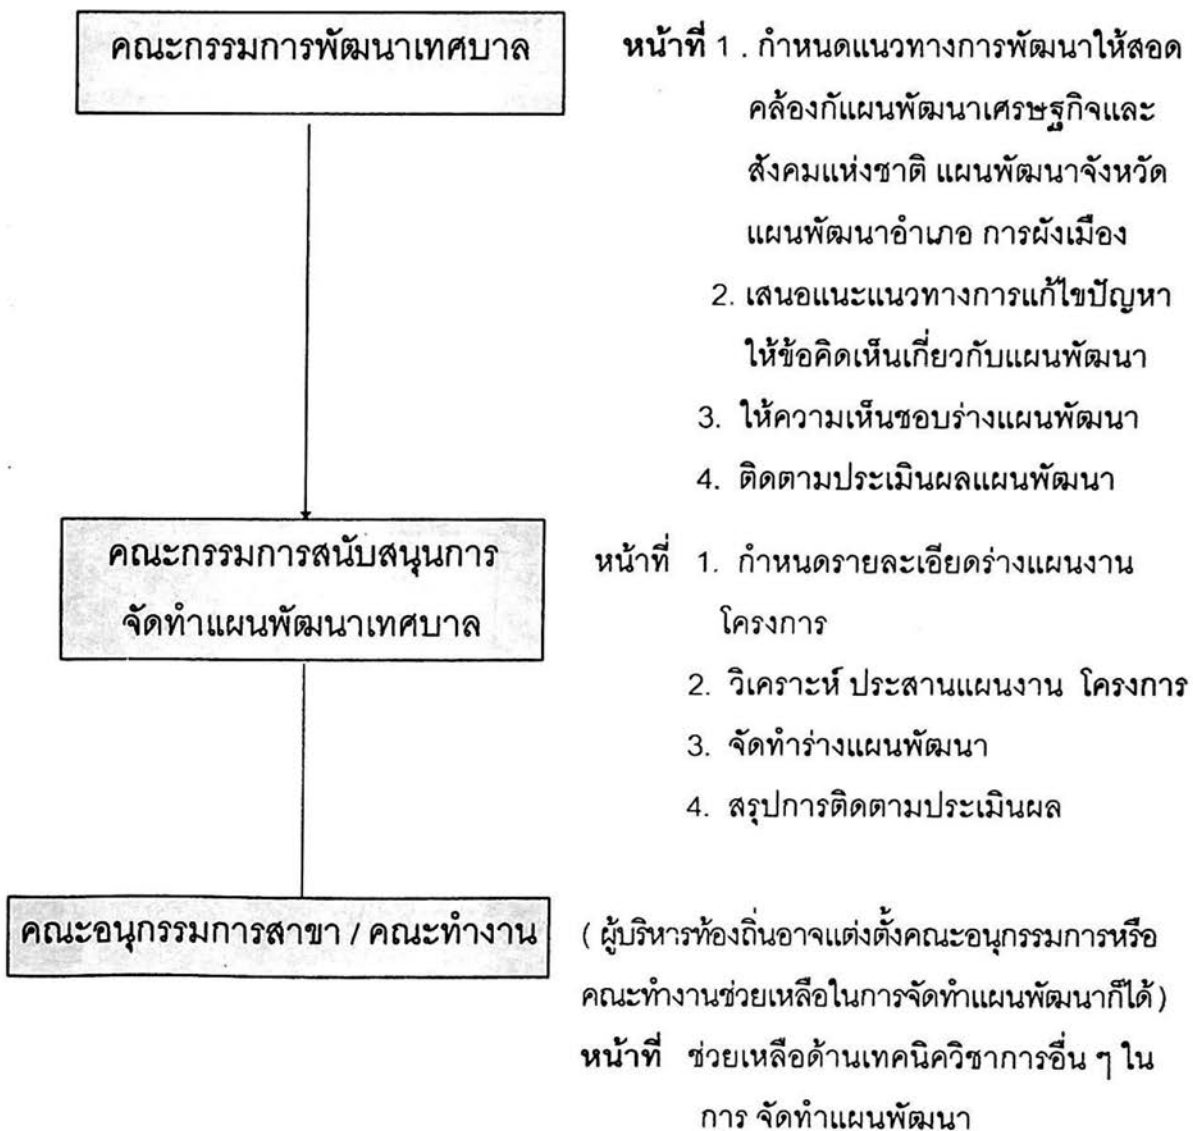 คณะกรรมการพัฒนาเทศบาล
หน้าที่ 1 . กำหนดแนวทางการพัฒนาให้สอด
คล้องกัแผนพัฒนาเศรษฐกิจและ
สังคมแห่งชาติ แผนพัฒนาจังหวัด
แผนพัฒนาอำเภอ การผังเมือง
2. เสนอแนะแนวทางการแก้ไขปัญหา
ให้ข้อคิดเห็นเกี่ยวกับแผนพัฒนา
3. ให้ความเห็นชอบร่างแผนพัฒนา
4. ติดตามประเมินผลแผนพัฒนา
คณะกรรมการสนับสนุนการ
จัดทำแผนพัฒนาเทศบาล
หน้าที่ 1. กำหนดรายละเอียดร่างแผนงาน
โครงการ
2. วิเคราะห์ ประสานแผนงาน โครงการ
3. จัดทำร่างแผนพัฒนา
4. สรุปการติดตามประเมินผล
คณะอนุกรรมการสาขา / คณะทำงาน
( ผู้บริหารท้องถิ่นอาจแต่งตั้งคณะอนุกรรมการหรือ
คณะทำงานช่วยเหลือในการจัดทำแผนพัฒนาก็ได้)
หน้าที่ ช่วยเหลือด้านเทคนิควิชาการอื่น ๆ ใน
การ จัดทำแผนพัฒนา